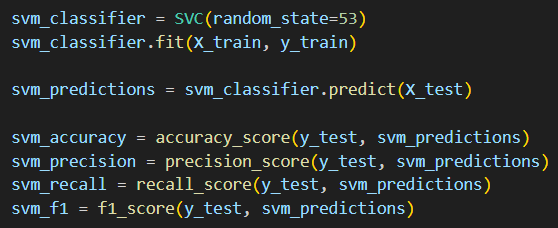 svm_classifier = SVC(random_state=53)
svm_classifier.fit(X_train, y_train)
svm_predictions = svm_classifier.predict(X_test)
svm_accuracy = accuracy_score(y_test, svm_predictions)
svm_precision = precision_score(y_test, svm_predictions)
svm_recall = recall_score(y_test, svm_predictions)
svm_f1 = f1_score(y_test, svm_predictions)